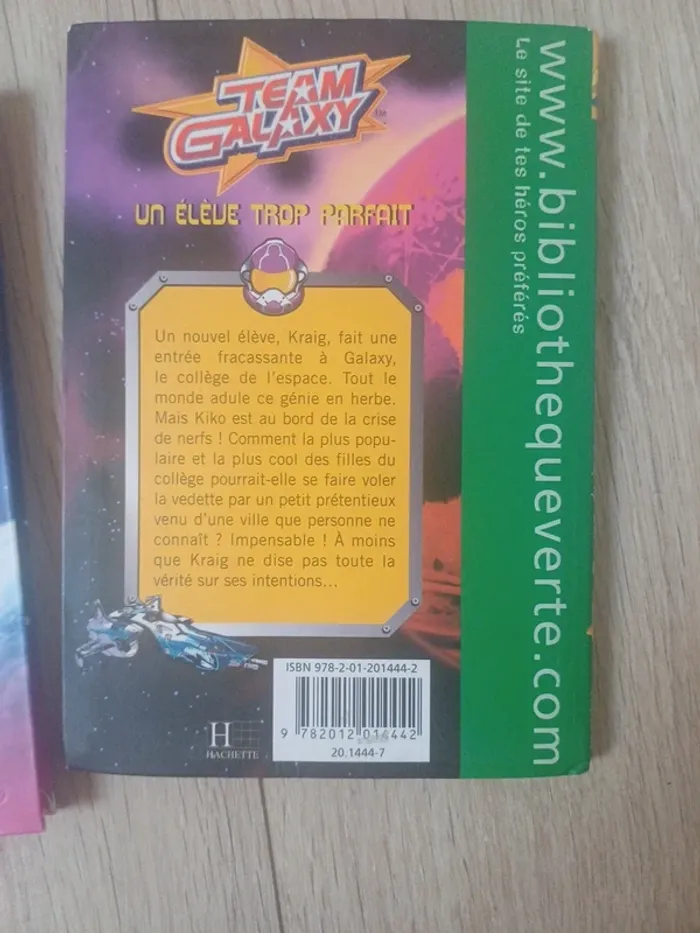 TEAM
GALAXY™
UN ÉLÈVE TROP PARFAIT
Un nouvel élève, Kraig, fait une
entrée fracassante à Galaxy,
le collège de l'espace. Tout le
monde adule ce génie en herbe.
Mais Kiko est au bord de la crise
de nerfs ! Comment la plus popu-
laire et la plus cool des filles du
collège pourrait-elle se faire voler
la vedette par un petit prétentieux
venu d'une ville que personne ne
connaît ? Impensable ! À moins
que Kraig ne dise pas toute la
vérité sur ses intentions...
ISBN 978-2-01-201444-2
9 782012 014442
20.1444-7
H
HACHETTE
www.bibliothequeverte.com
Le site de tes héros préférés